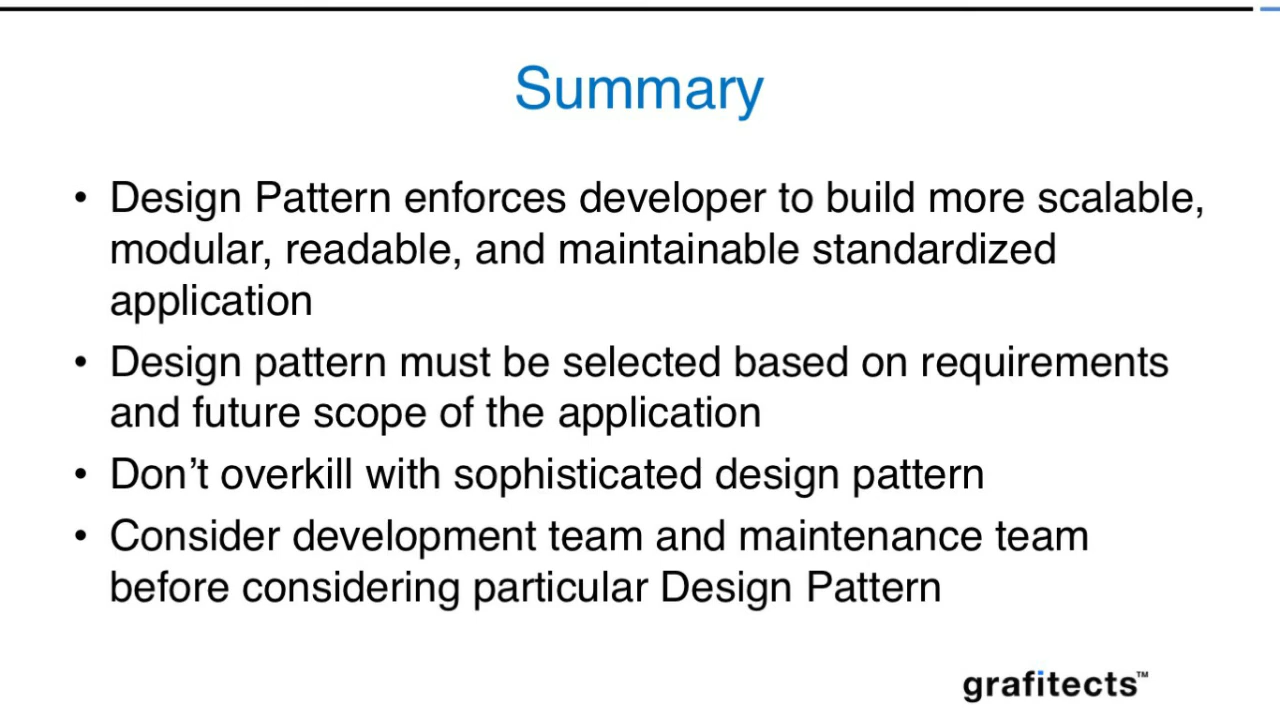 Summary
• Design Pattern enforces developer to build more scalable,
modular, readable, and maintainable standardized
application
• Design pattern must be selected based on requirements
and future scope of the application
• Don’t overkill with sophisticated design pattern
• Consider development team and maintenance team
before considering particular Design Pattern
grafitects™